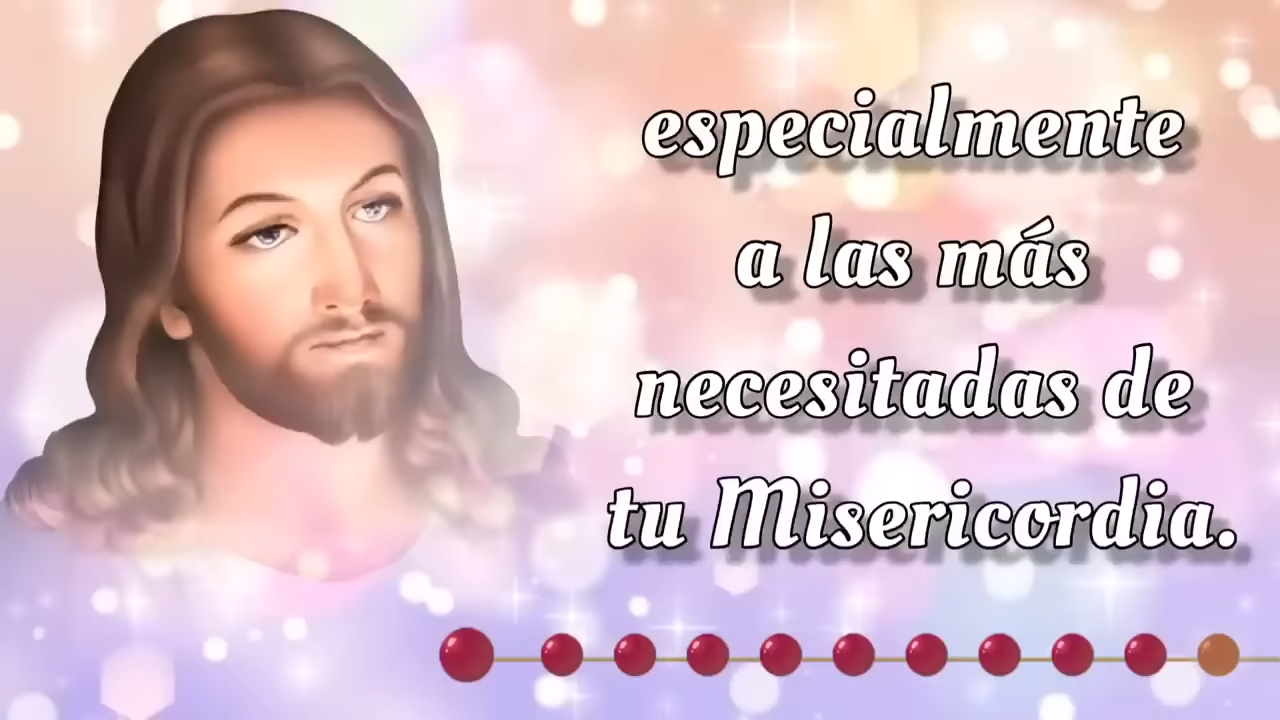 especialmente
a las más
necesitadas de
tu Misericordia.